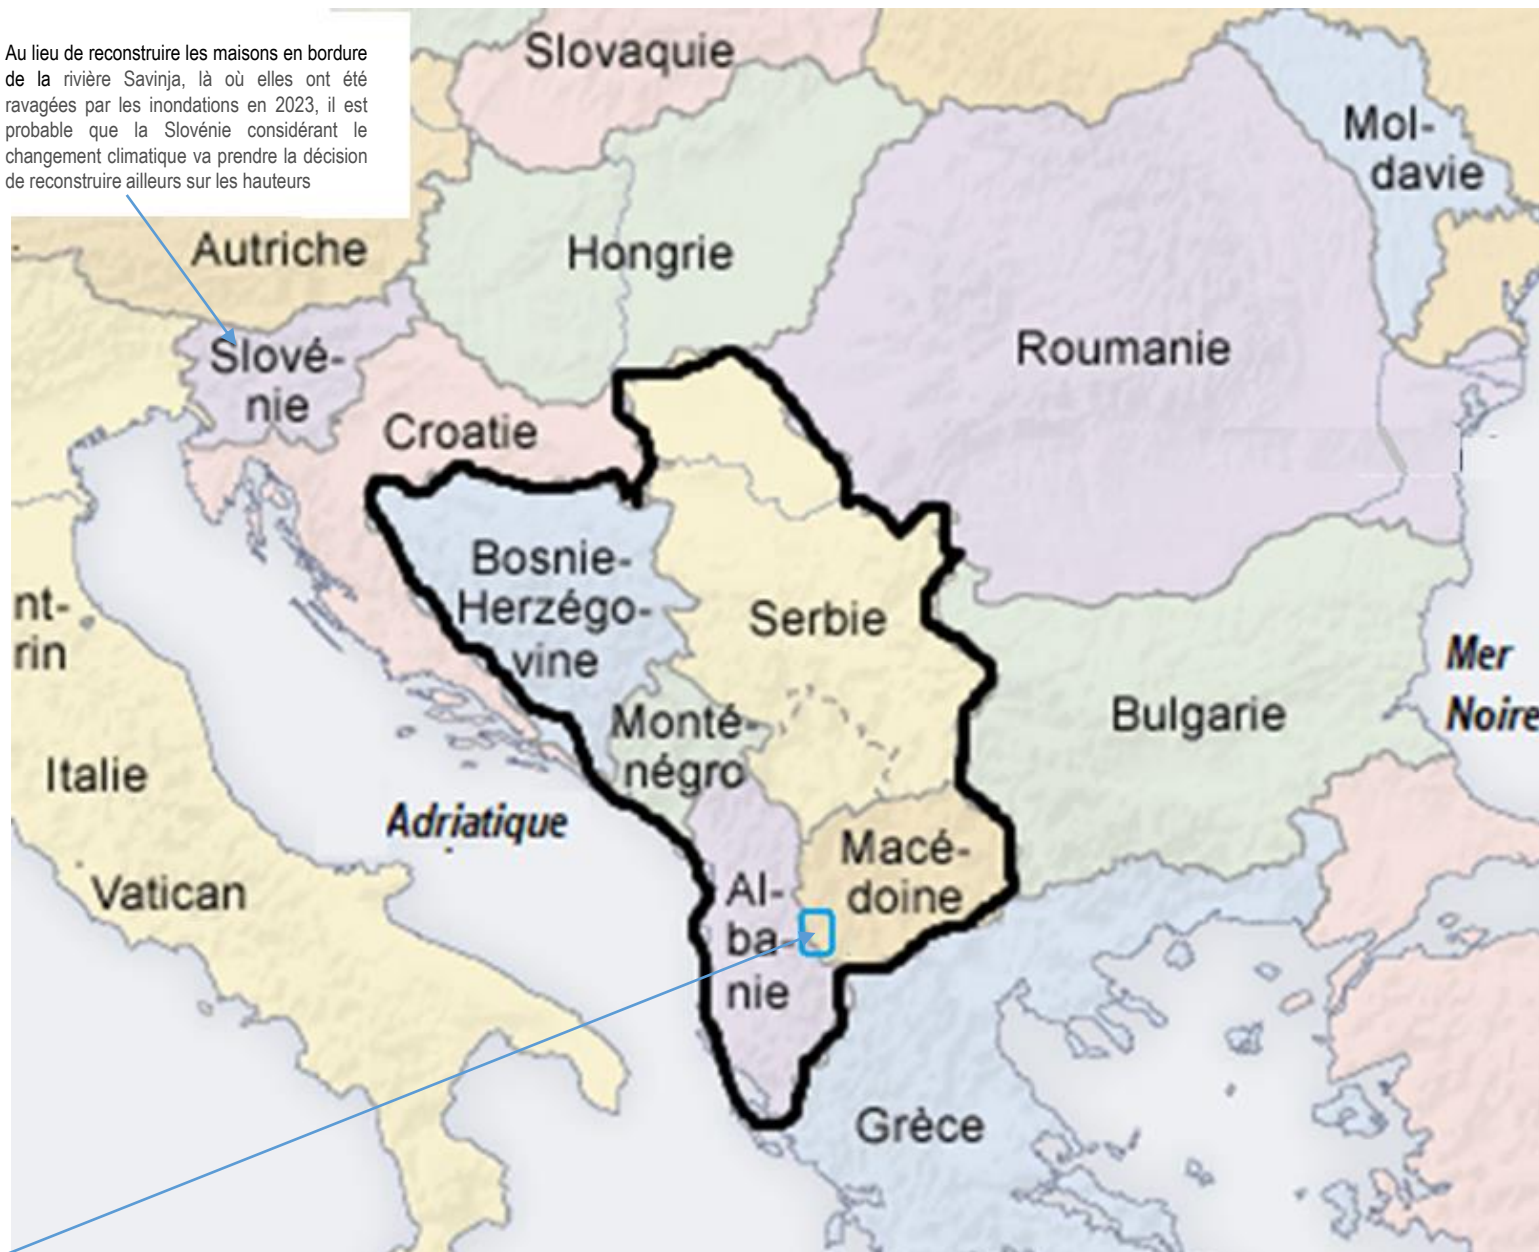 Au lieu de reconstruire les maisons en bordure
de la rivière Savinja, là où elles ont été
ravagées par les inondations en 2023, il est
probable que la Slovénie considérant le
changement climatique va prendre la décision
de reconstruire ailleurs sur les hauteurs
Slovaquie
Mol-
davie
Autriche
Hongrie
Slové-
nie
Roumanie
Croatie
Bosnie-
Herzégo-
vine
Serbie
nt-
rin
Mer
Noire
Monté-
négro
Bulgarie
Italie
Adriatique
Macé-
doine
Vatican
Al-
ba-
nie
Grèce